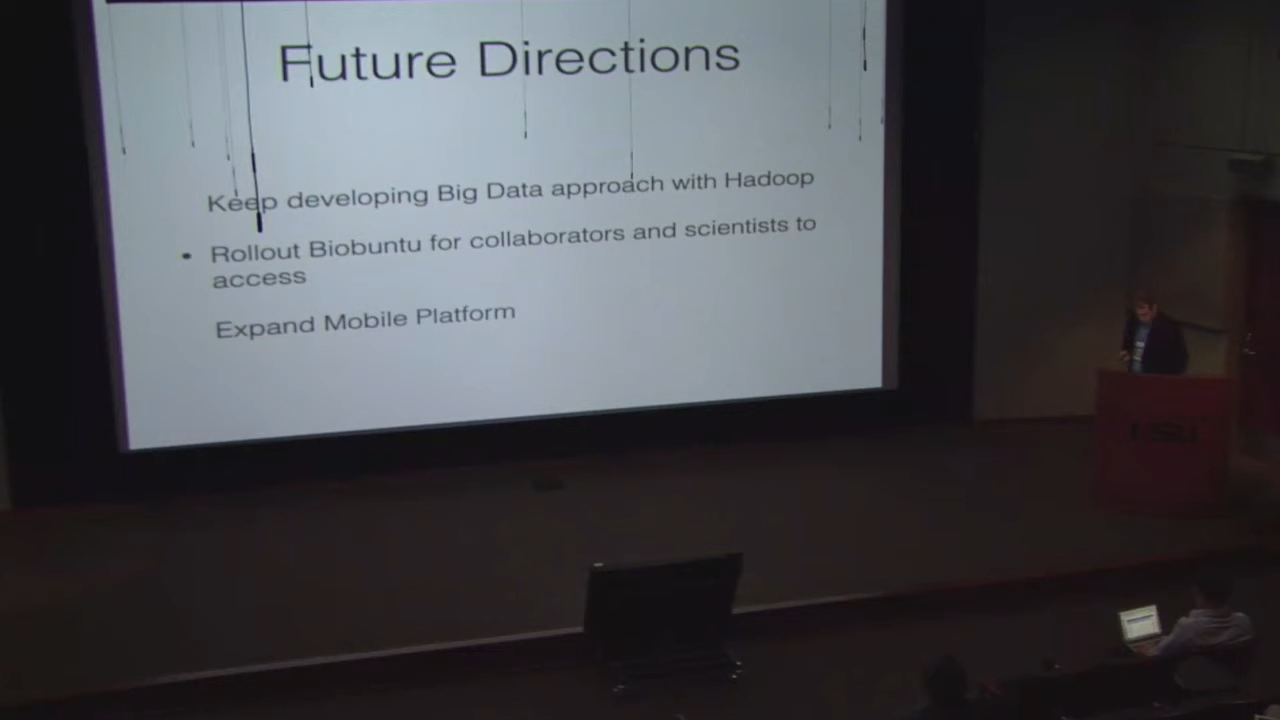 Future Directions
Keep developing Big Data approach with Hadoop
• Rollout Biobuntu for collaborators and scientists to
access
Expand Mobile Platform